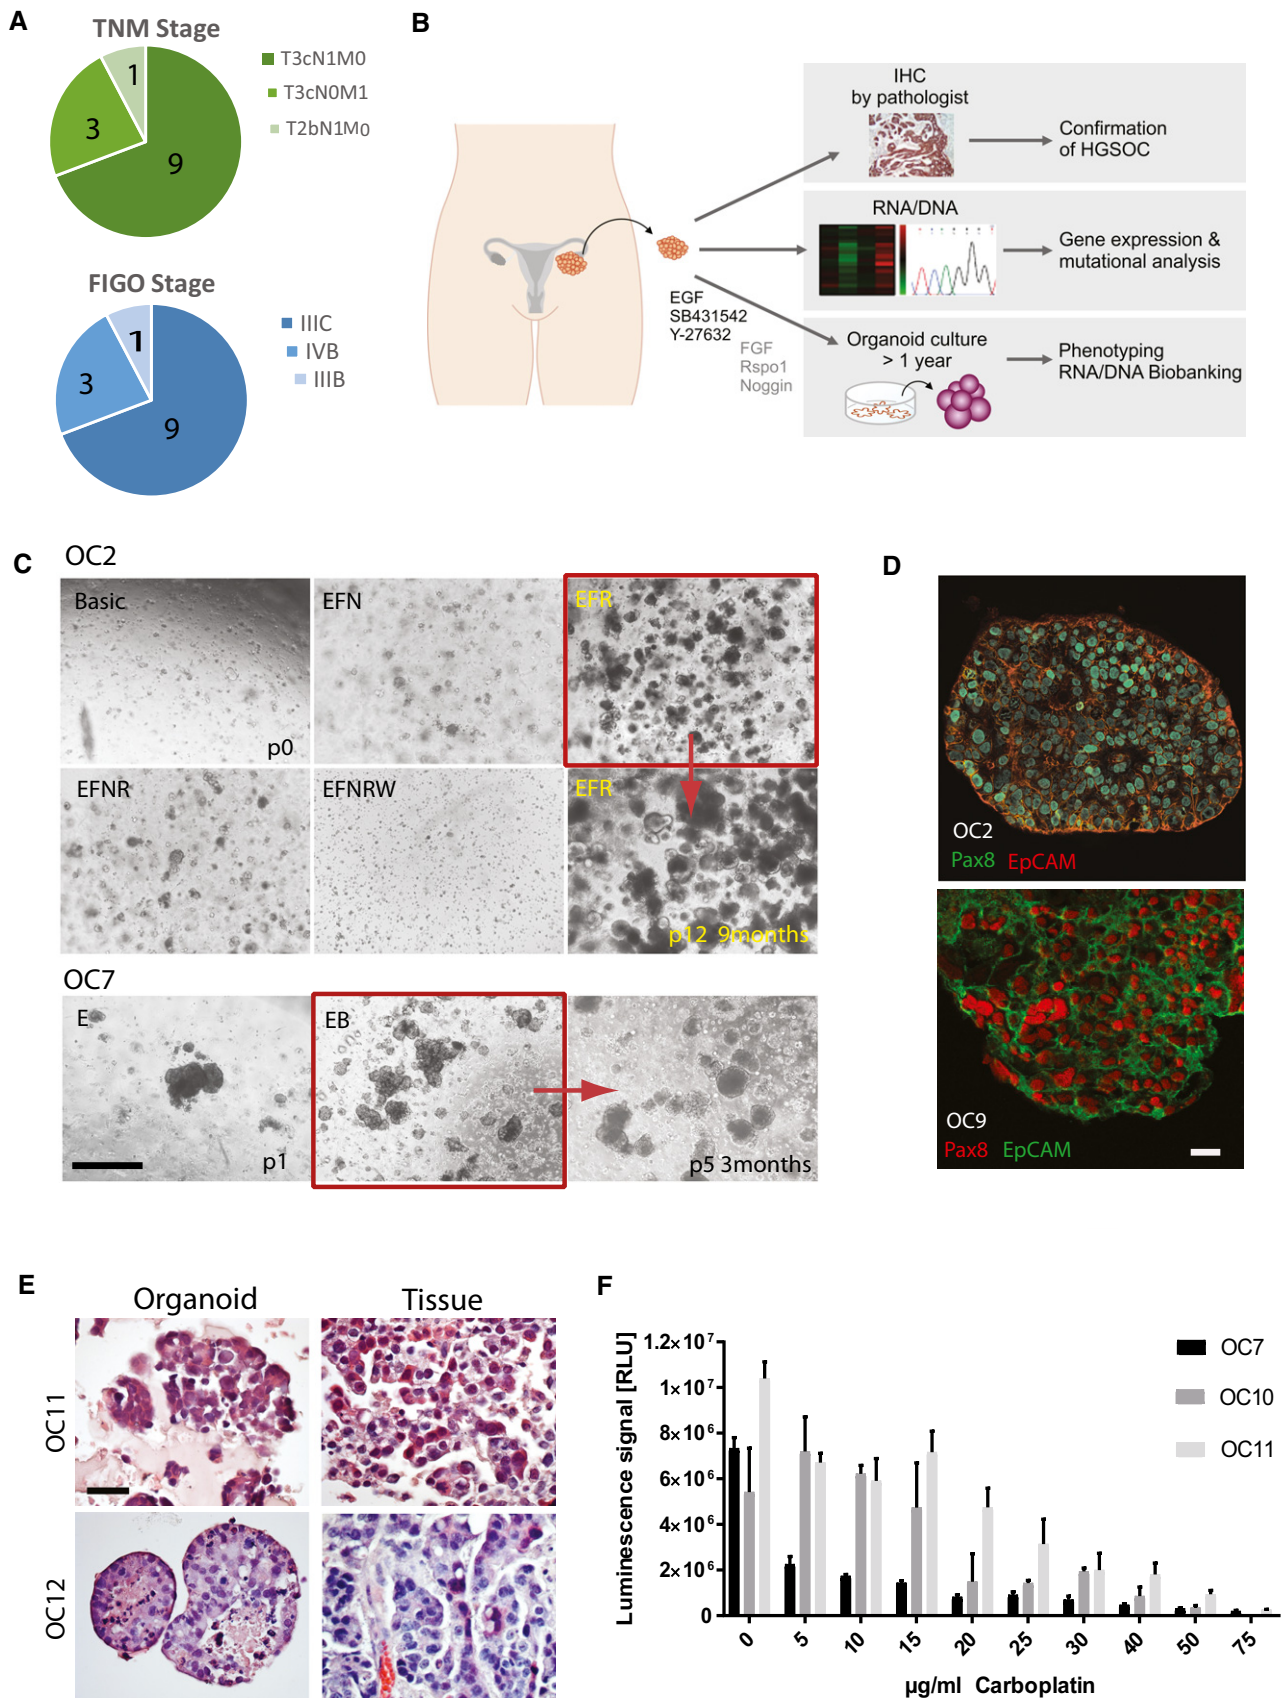 A
TNM Stage
1
3
9
T3cN1M0
T3cN0M1
T2bN1M0
FIGO Stage
1
3
9
IIIC
IVB
IIIB
B
IHC
by pathologist
Confirmation
of HGSOC
RNA/DNA
Gene expression &
mutational analysis
EGF
SB431542
Y-27632
FGF
Rspo1
Noggin
Organoid culture
> 1 year
Phenotyping
RNA/DNA Biobanking
C
OC2
Basic
p0
EFN
EFR
EFNR
EFNRW
EFR
p12 9months
OC7
E
p1
EB
p5 3months
D
OC2
Pax8 EpCAM
OC9
Pax8 EpCAM
E
Organoid
Tissue
OC11
OC12
F
Luminescence signal [RLU]
1.2×10⁷
1×10⁷
8×10⁶
6×10⁶
4×10⁶
2×10⁶
0
OC7
OC10
OC11
0 5 10 15 20 25 30 40 50 75
µg/ml Carboplatin